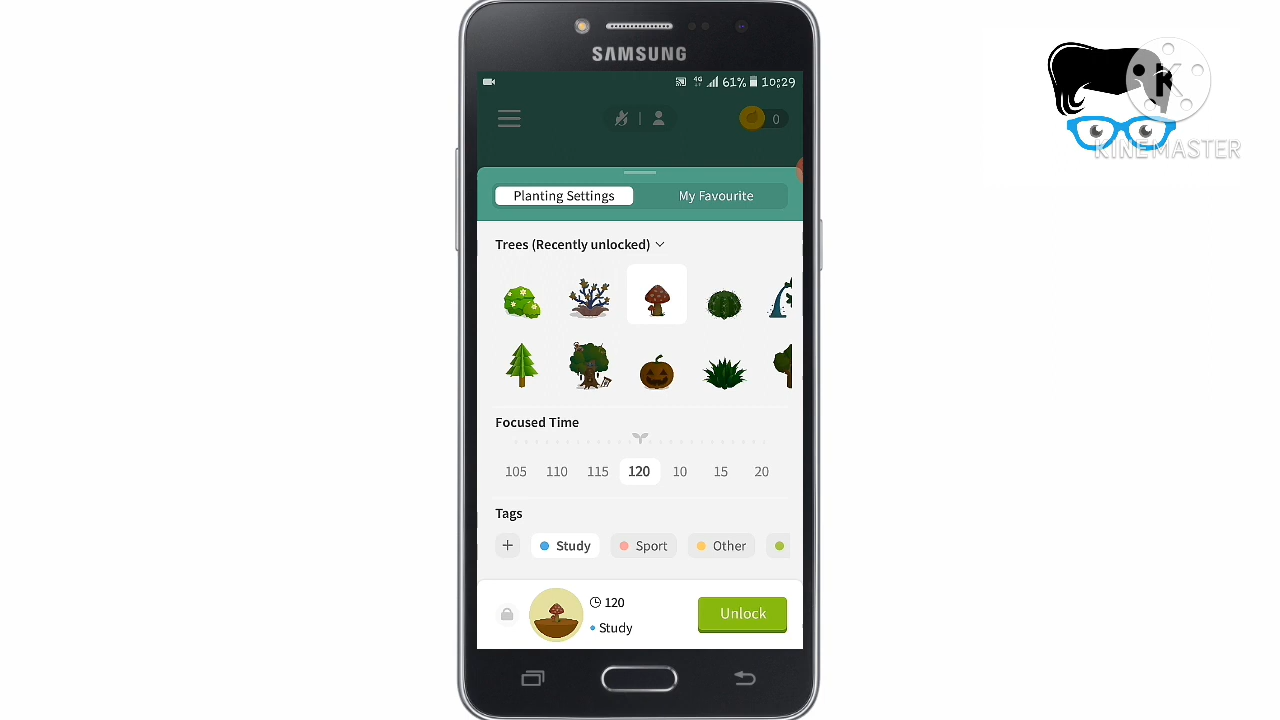 SAMSUNG
4G 61% 10:29
0
KINEMASTER
K
Planting Settings My Favourite
Trees (Recently unlocked)
Focused Time
105 110 115 120 10 15 20
Tags
+ Study Sport Other
120
Study
Unlock